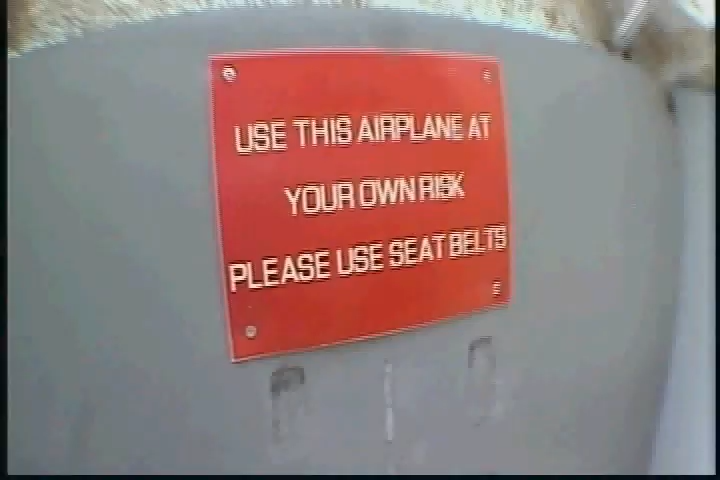 USE THIS AIRPLANE AT
YOUR OWN RISK
PLEASE USE SEAT BELTS